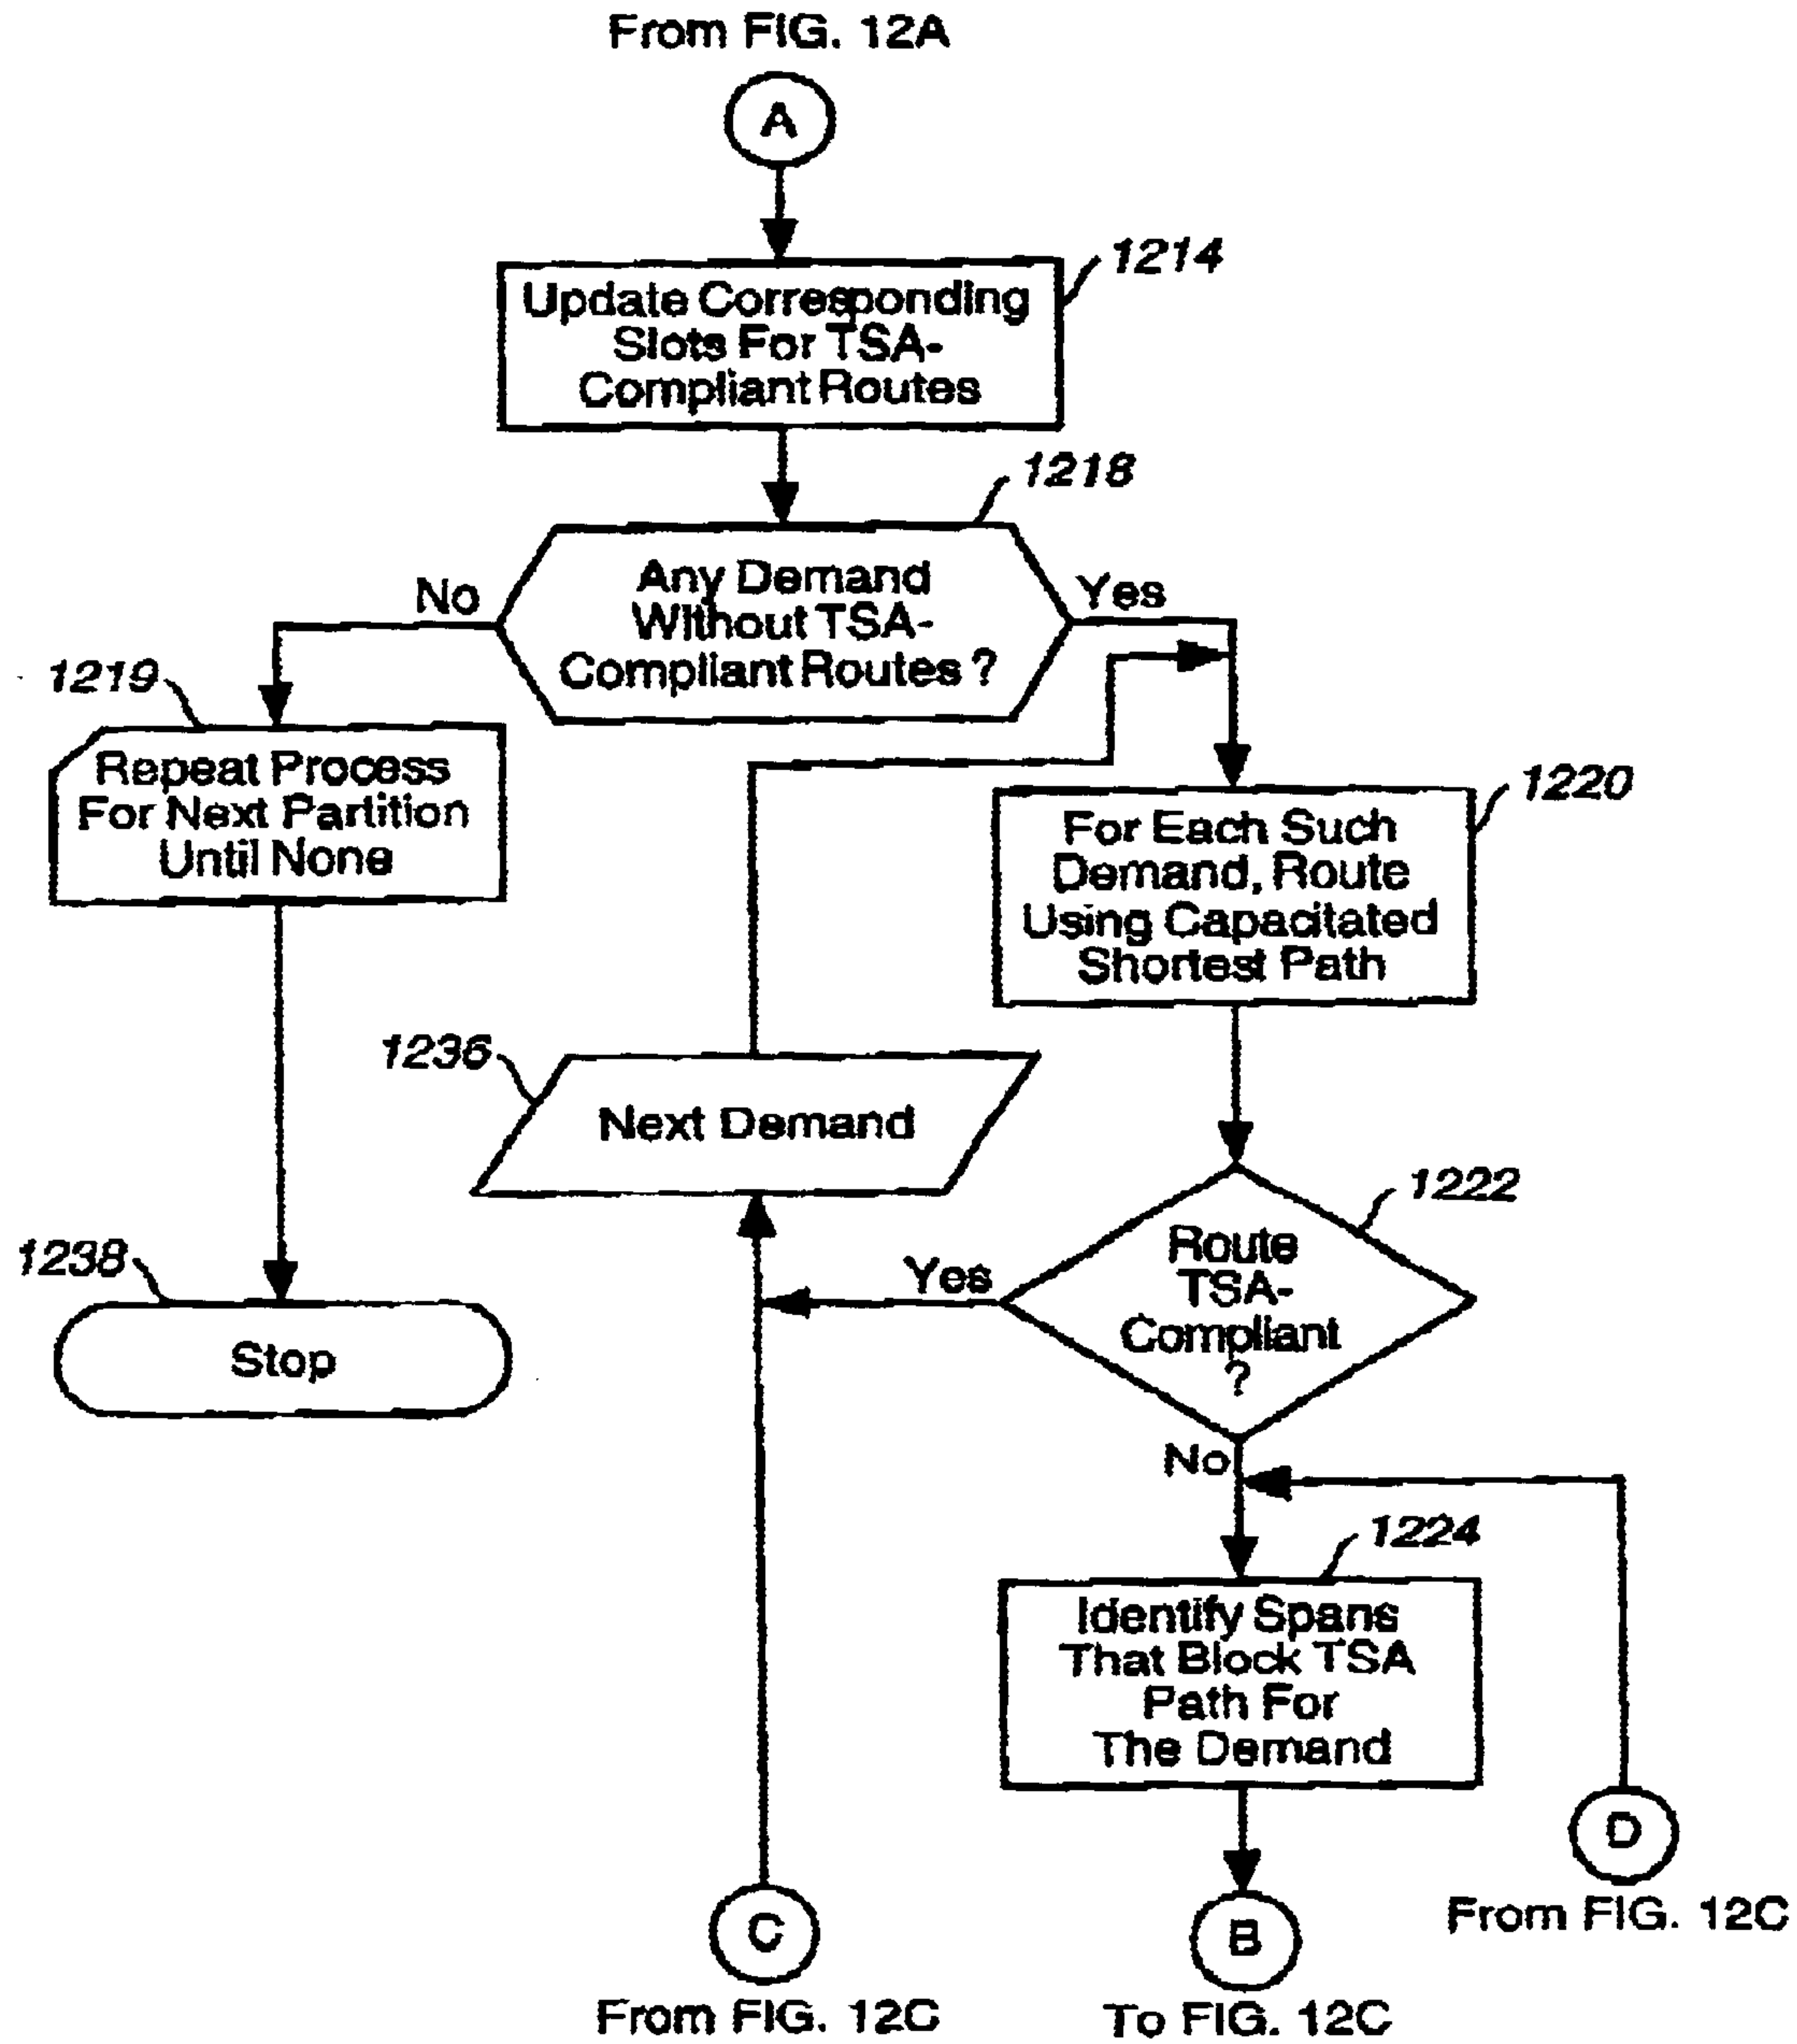 From FIG. 12A
A
1214
Update Corresponding
Slots For TSA-
Compliant Routes
1218
Any Demand
Without TSA-
Compliant Routes ?
No
Yes
1219
Repeat Process
For Next Partition
Until None
1220
For Each Such
Demand, Route
Using Capacitated
Shortest Path
1236
Next Demand
1222
Route
TSA-
Compliant
?
Yes
No
1238
Stop
1224
Identify Spans
That Block TSA
Path For
The Demand
D
From FIG. 12C
C
From FIG. 12C
B
To FIG. 12C